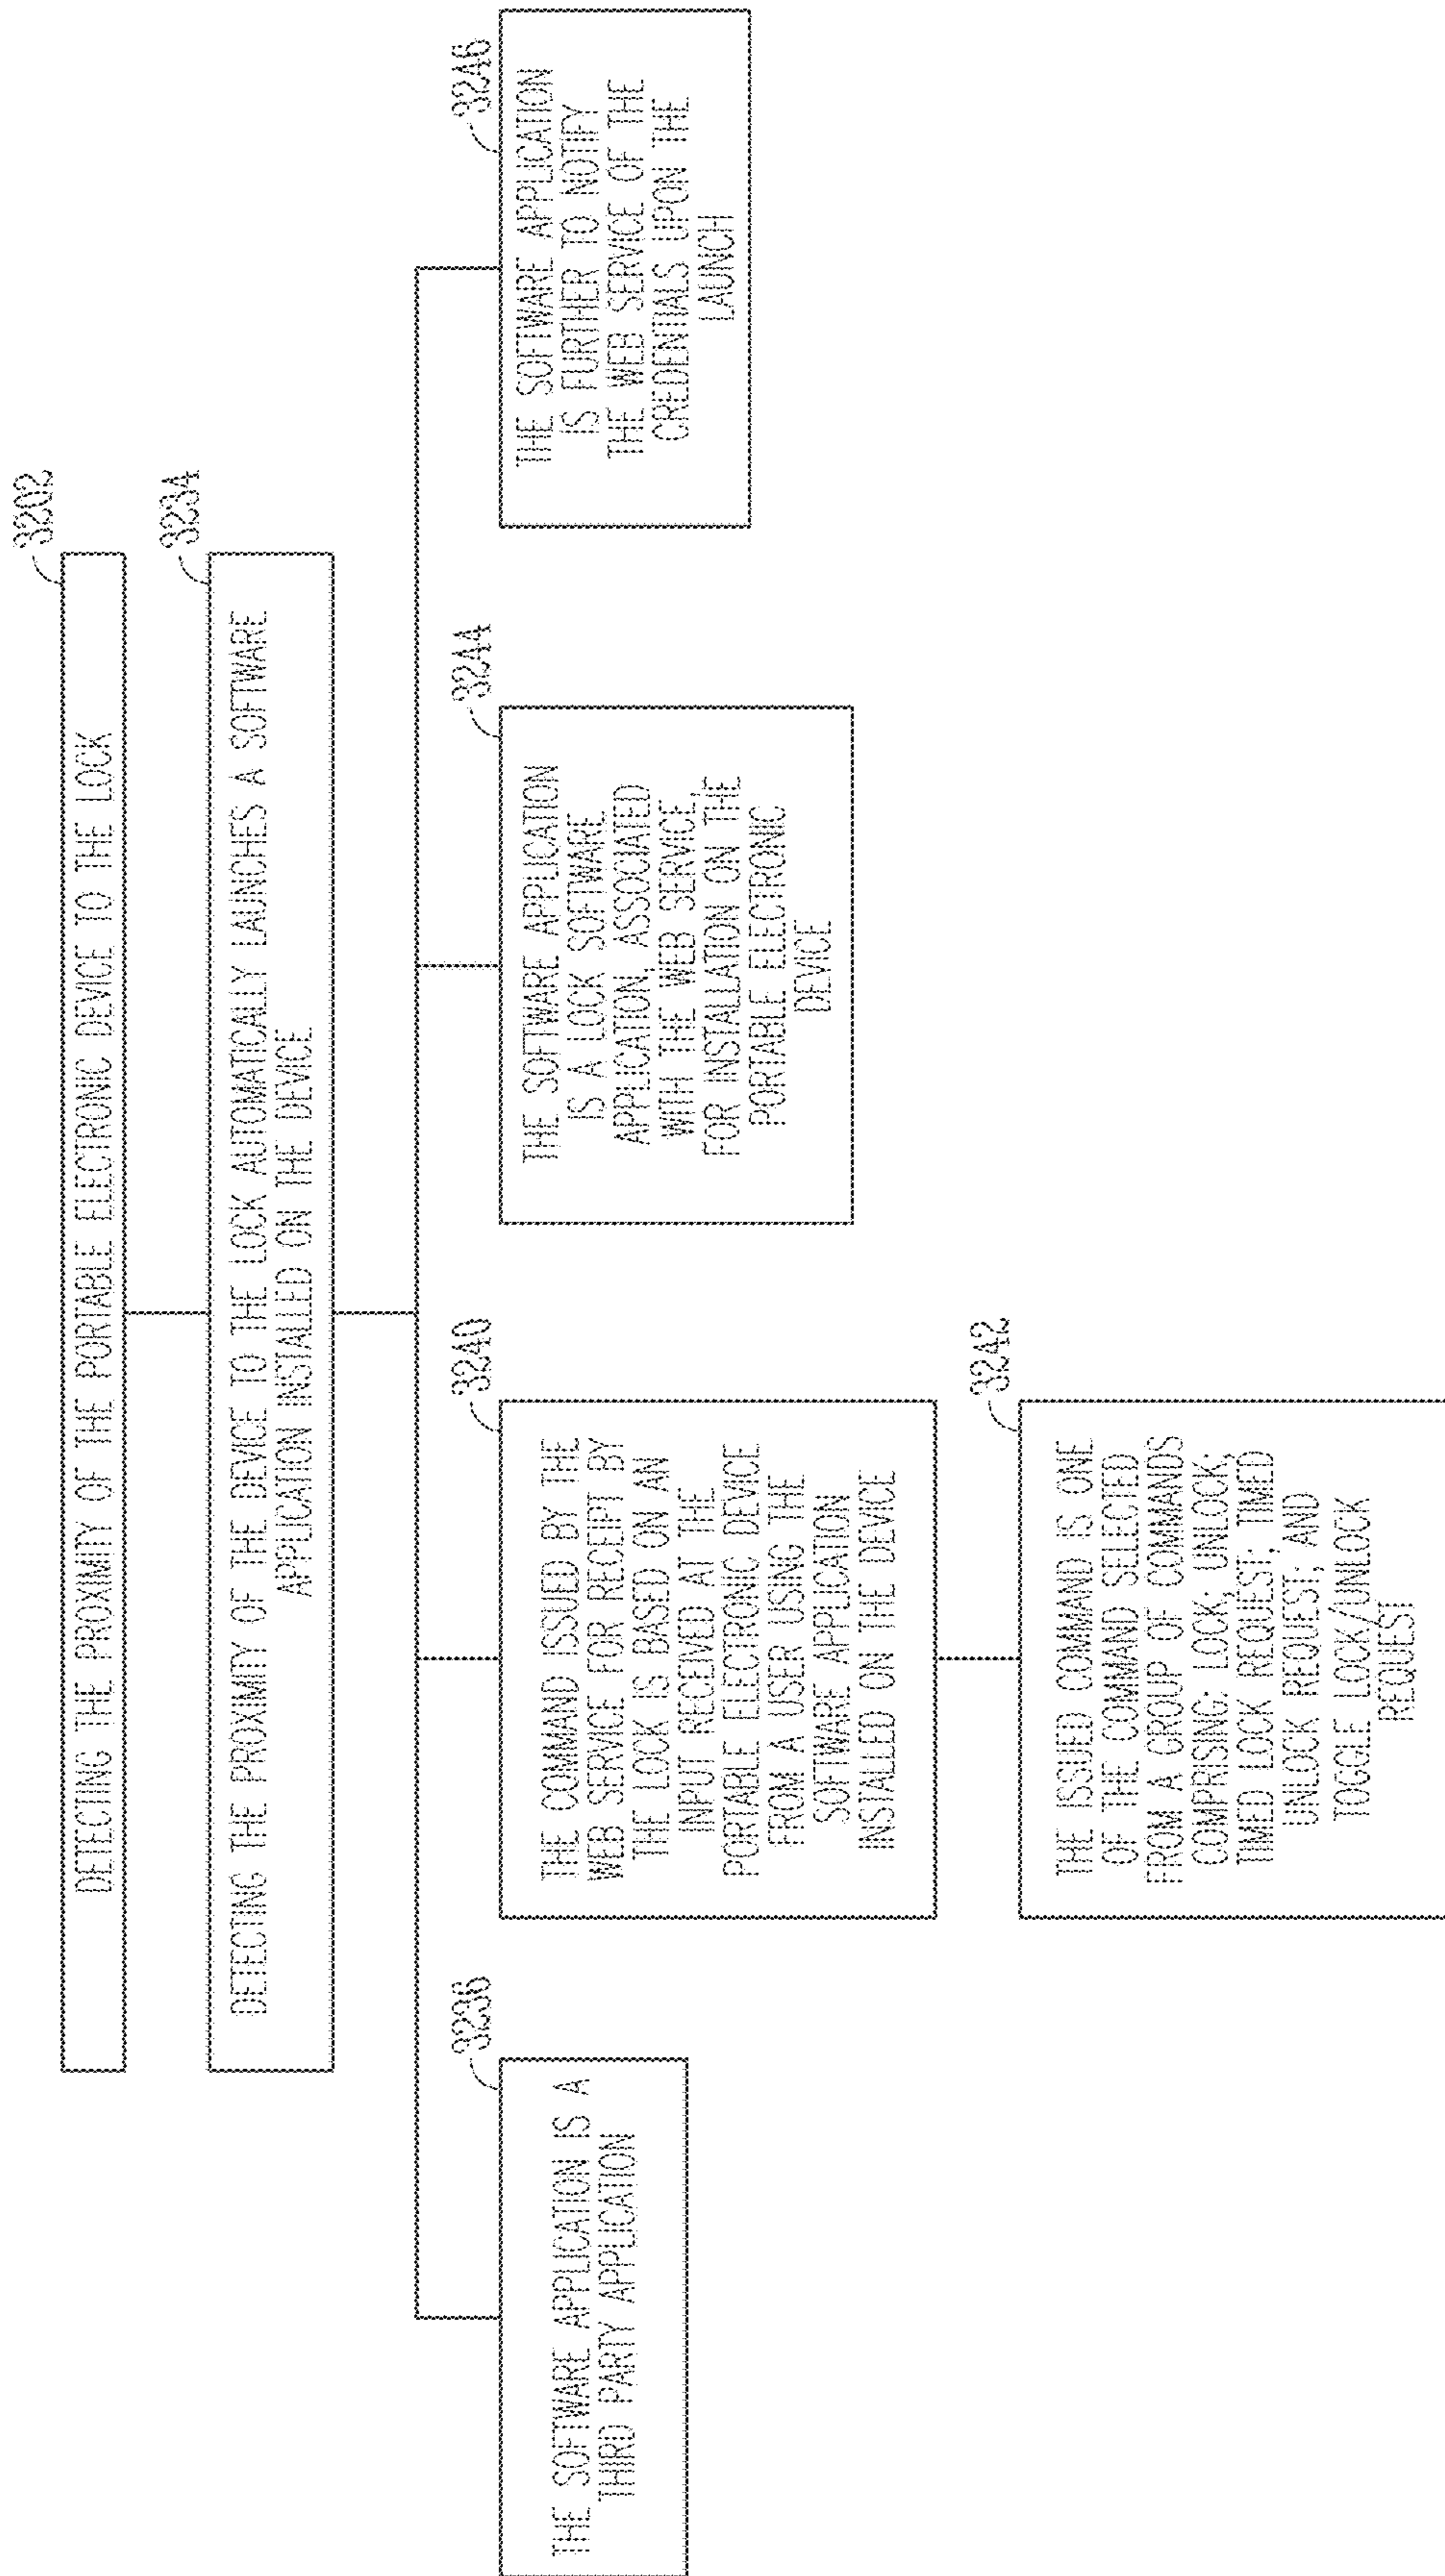 3202
DETECTING THE PROXIMITY OF THE PORTABLE ELECTRONIC DEVICE TO THE LOCK
3234
DETECTING THE PROXIMITY OF THE DEVICE TO THE LOCK AUTOMATICALLY LAUNCHES A SOFTWARE
APPLICATION INSTALLED ON THE DEVICE
3236
THE SOFTWARE APPLICATION IS A
THIRD PARTY APPLICATION
3240
THE COMMAND ISSUED BY THE
WEB SERVICE FOR RECEIPT BY
THE LOCK IS BASED ON AN
INPUT RECEIVED AT THE
PORTABLE ELECTRONIC DEVICE
FROM A USER USING THE
SOFTWARE APPLICATION
INSTALLED ON THE DEVICE
3242
THE ISSUED COMMAND IS ONE
OF THE COMMAND SELECTED
FROM A GROUP OF COMMANDS
COMPRISING: LOCK; UNLOCK;
TIMED LOCK REQUEST; TIMED
UNLOCK REQUEST; AND
TOGGLE LOCK/UNLOCK
REQUEST
3244
THE SOFTWARE APPLICATION
IS A LOCK SOFTWARE
APPLICATION, ASSOCIATED
WITH THE WEB SERVICE,
FOR INSTALLATION ON THE
PORTABLE ELECTRONIC
DEVICE
3246
THE SOFTWARE APPLICATION
IS FURTHER TO NOTIFY
THE WEB SERVICE OF THE
CREDENTIALS UPON THE
LAUNCH